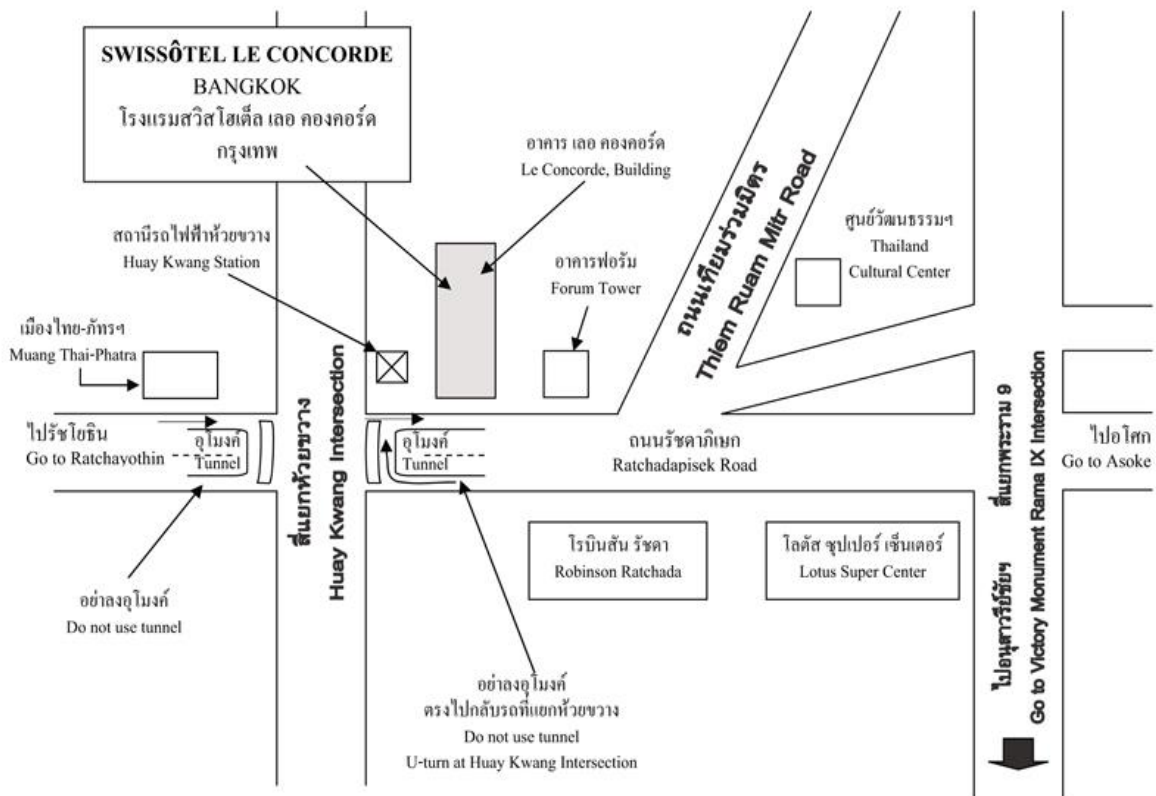 SWISSÔTEL LE CONCORDE
BANGKOK
โรงแรมสวิสโฮเต็ล เลอ คองคอร์ด
กรุงเทพ
อาคาร เลอ คองคอร์ด
Le Concorde, Building
สถานีรถไฟฟ้าห้วยขวาง
Huay Kwang Station
อาคารฟอรัม
Forum Tower
ถนนเทียมร่วมมิตร
Thiem Ruam Mitr Road
ศูนย์วัฒนธรรมฯ
Thailand
Cultural Center
เมืองไทย-ภัทรฯ
Muang Thai-Phatra
ไปรัชโยธิน
Go to Ratchayothin
อุโมงค์
Tunnel
สี่แยกห้วยขวาง
Huay Kwang Intersection
อุโมงค์
Tunnel
ถนนรัชดาภิเษก
Ratchadapisek Road
สี่แยกพระราม 9
ไปอนุสาวรีย์ชัยฯ
Go to Victory Monument Rama IX Intersection
ไปอโศก
Go to Asoke
โรบินสัน รัชดา
Robinson Ratchada
โลตัส ซุปเปอร์ เซ็นเตอร์
Lotus Super Center
อย่าลงอุโมงค์
Do not use tunnel
อย่าลงอุโมงค์
ตรงไปกลับรถที่แยกห้วยขวาง
Do not use tunnel
U-turn at Huay Kwang Intersection